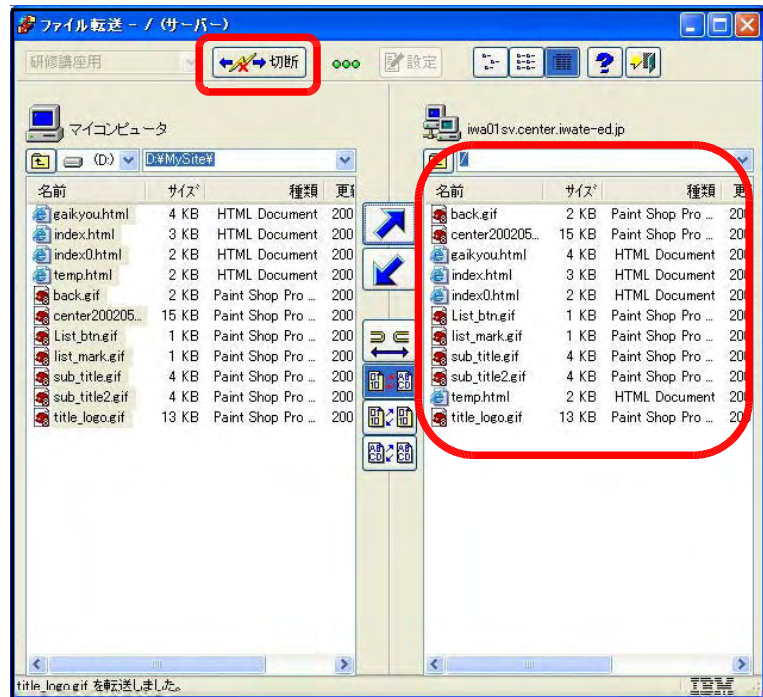 ファイル転送 - / (サーバー)
研修講座用 切断 設定
マイコンピュータ
iwa01sv.center.iwate-ed.jp
(D:) D:¥MySite¥
/
名前 サイズ 種類 更新
gaikyou.html 4 KB HTML Document 200
index.html 3 KB HTML Document 200
index0.html 2 KB HTML Document 200
temp.html 2 KB HTML Document 200
back.gif 2 KB Paint Shop Pro ... 200
center200205... 15 KB Paint Shop Pro ... 200
List_btn.gif 1 KB Paint Shop Pro ... 200
list_mark.gif 1 KB Paint Shop Pro ... 200
sub_title.gif 4 KB Paint Shop Pro ... 200
sub_title2.gif 4 KB Paint Shop Pro ... 200
title_logo.gif 13 KB Paint Shop Pro ... 200
名前 サイズ 種類 更
back.gif 2 KB Paint Shop Pro ... 20
center200205... 15 KB Paint Shop Pro ... 20
gaikyou.html 4 KB HTML Document 20
index.html 3 KB HTML Document 20
index0.html 2 KB HTML Document 20
List_btn.gif 1 KB Paint Shop Pro ... 20
list_mark.gif 1 KB Paint Shop Pro ... 20
sub_title.gif 4 KB Paint Shop Pro ... 20
sub_title2.gif 4 KB Paint Shop Pro ... 20
temp.html 2 KB HTML Document 20
title_logo.gif 13 KB Paint Shop Pro ... 20
title_logo.gif を転送しました。
IBM